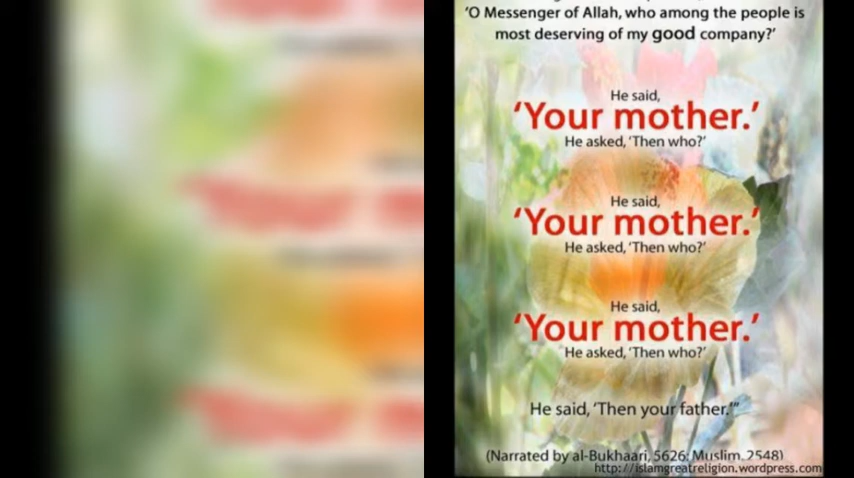 'O Messenger of Allah, who among the people is
most deserving of my good company?'
He said,
'Your mother.'
He asked, 'Then who?'
He said,
'Your mother.'
He asked, 'Then who?'
He said,
'Your mother.'
He asked, 'Then who?'
He said, 'Then your father.'"
(Narrated by al-Bukhaari, 5626; Muslim, 2548)
http://islamgreatreligion.wordpress.com